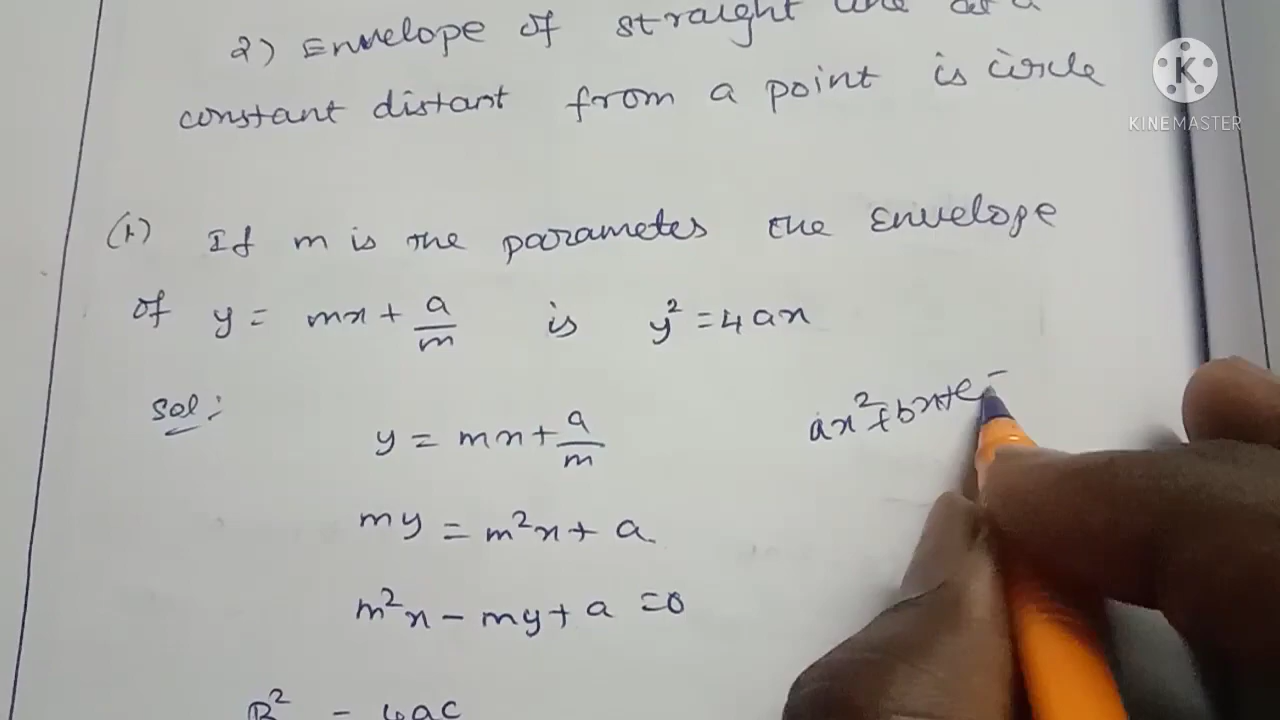 2) Envelope of straight line at a
constant distant from a point is circle
KINEMASTER
(1) If m is the parameter the Envelope
of y = mx + a/m is y² = 4ax
Sol:
y = mx + a/m
ax² + bx + c =
my = m²x + a
m²x - my + a = 0
B² - 4ac